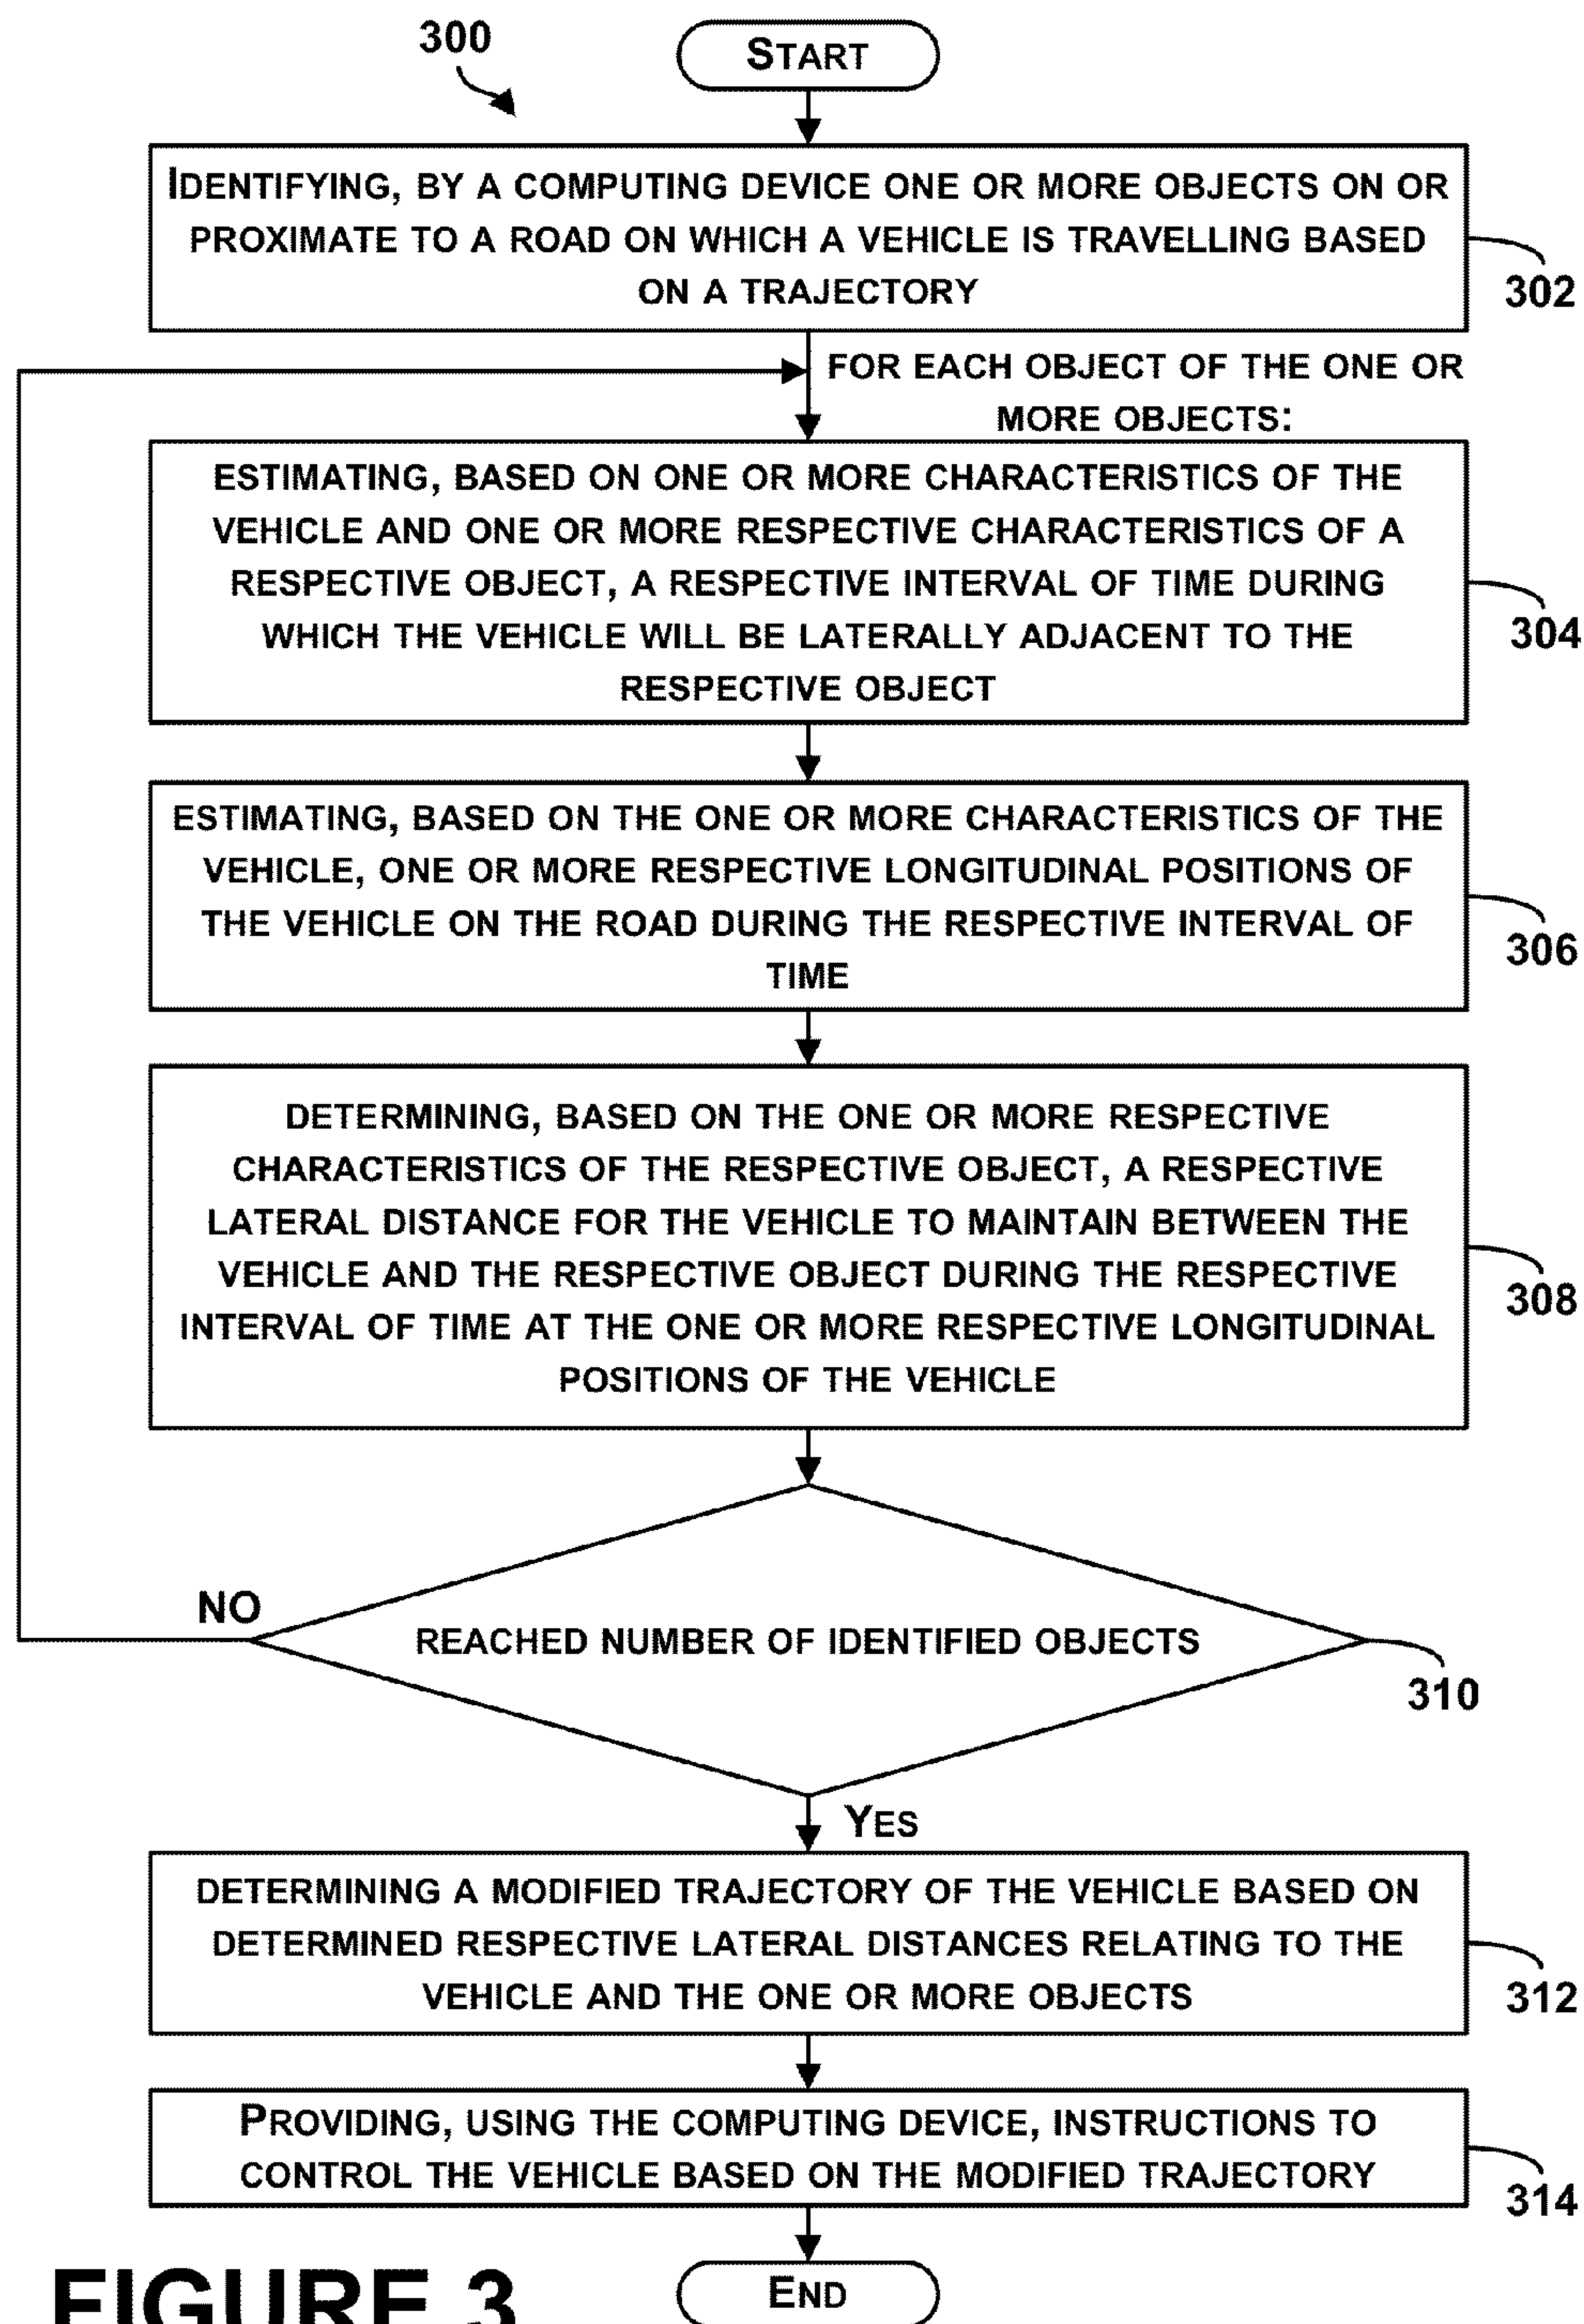 300
START
IDENTIFYING, BY A COMPUTING DEVICE ONE OR MORE OBJECTS ON OR
PROXIMATE TO A ROAD ON WHICH A VEHICLE IS TRAVELLING BASED
ON A TRAJECTORY
302
FOR EACH OBJECT OF THE ONE OR
MORE OBJECTS:
ESTIMATING, BASED ON ONE OR MORE CHARACTERISTICS OF THE
VEHICLE AND ONE OR MORE RESPECTIVE CHARACTERISTICS OF A
RESPECTIVE OBJECT, A RESPECTIVE INTERVAL OF TIME DURING
WHICH THE VEHICLE WILL BE LATERALLY ADJACENT TO THE
RESPECTIVE OBJECT
304
ESTIMATING, BASED ON THE ONE OR MORE CHARACTERISTICS OF THE
VEHICLE, ONE OR MORE RESPECTIVE LONGITUDINAL POSITIONS OF
THE VEHICLE ON THE ROAD DURING THE RESPECTIVE INTERVAL OF
TIME
306
DETERMINING, BASED ON THE ONE OR MORE RESPECTIVE
CHARACTERISTICS OF THE RESPECTIVE OBJECT, A RESPECTIVE
LATERAL DISTANCE FOR THE VEHICLE TO MAINTAIN BETWEEN THE
VEHICLE AND THE RESPECTIVE OBJECT DURING THE RESPECTIVE
INTERVAL OF TIME AT THE ONE OR MORE RESPECTIVE LONGITUDINAL
POSITIONS OF THE VEHICLE
308
NO
REACHED NUMBER OF IDENTIFIED OBJECTS
310
YES
DETERMINING A MODIFIED TRAJECTORY OF THE VEHICLE BASED ON
DETERMINED RESPECTIVE LATERAL DISTANCES RELATING TO THE
VEHICLE AND THE ONE OR MORE OBJECTS
312
PROVIDING, USING THE COMPUTING DEVICE, INSTRUCTIONS TO
CONTROL THE VEHICLE BASED ON THE MODIFIED TRAJECTORY
314
END
FIGURE 3